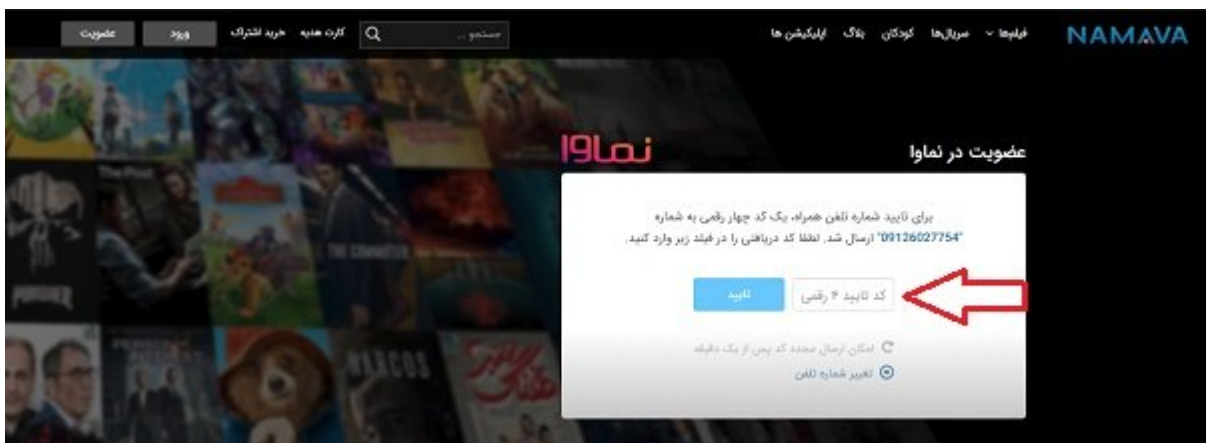 NAMAVA
فیلم‌ها سریال‌ها کودکان بلاگ اپلیکیشن ها
جستجو ...
کارت هدیه خرید اشتراک
ورود
عضویت
عضویت در نماوا
نماوا
برای تایید شماره تلفن همراه، یک کد چهار رقمی به شماره
"09126027754" ارسال شد. لطفا کد دریافتی را در فیلد زیر وارد کنید.
کد تایید ۴ رقمی
تایید
امکان ارسال مجدد کد پس از یک دقیقه
تغییر شماره تلفن
The Post
THE COMMUTER
PUNISHER
NARCOS